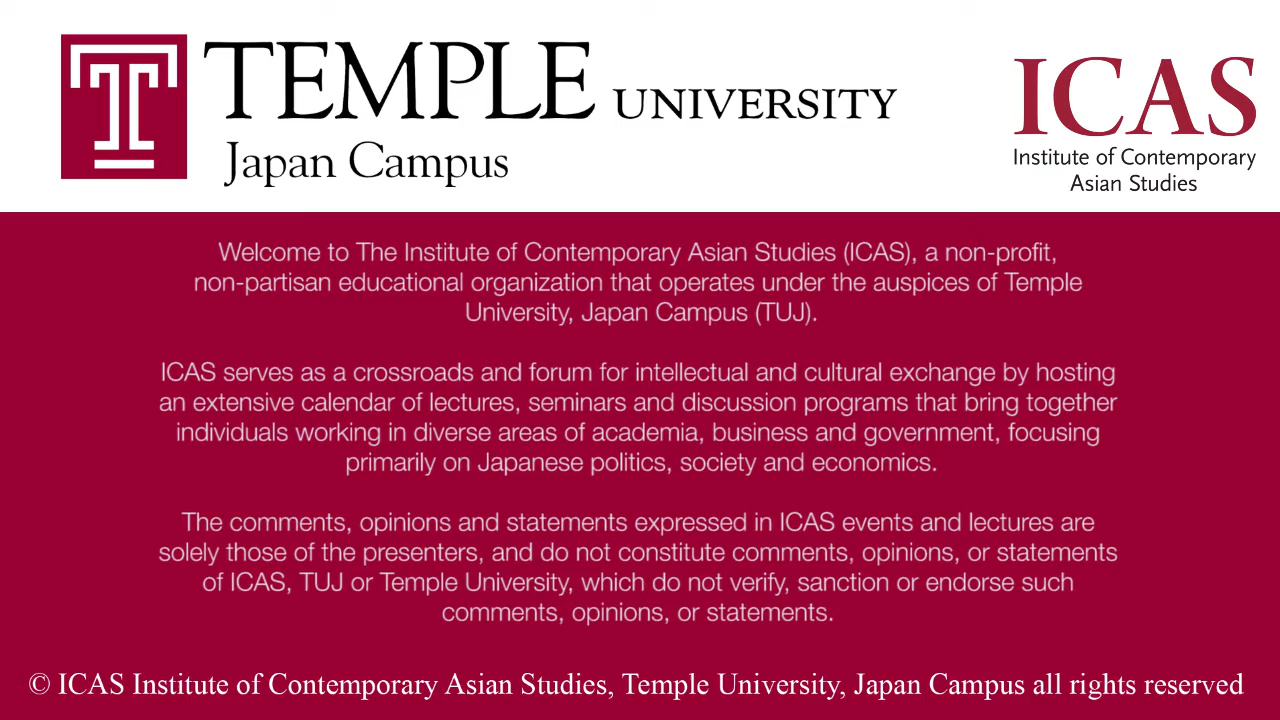 TEMPLE UNIVERSITY
Japan Campus
ICAS
Institute of Contemporary
Asian Studies
Welcome to The Institute of Contemporary Asian Studies (ICAS), a non-profit,
non-partisan educational organization that operates under the auspices of Temple
University, Japan Campus (TUJ).
ICAS serves as a crossroads and forum for intellectual and cultural exchange by hosting
an extensive calendar of lectures, seminars and discussion programs that bring together
individuals working in diverse areas of academia, business and government, focusing
primarily on Japanese politics, society and economics.
The comments, opinions and statements expressed in ICAS events and lectures are
solely those of the presenters, and do not constitute comments, opinions, or statements
of ICAS, TUJ or Temple University, which do not verify, sanction or endorse such
comments, opinions, or statements.
© ICAS Institute of Contemporary Asian Studies, Temple University, Japan Campus all rights reserved